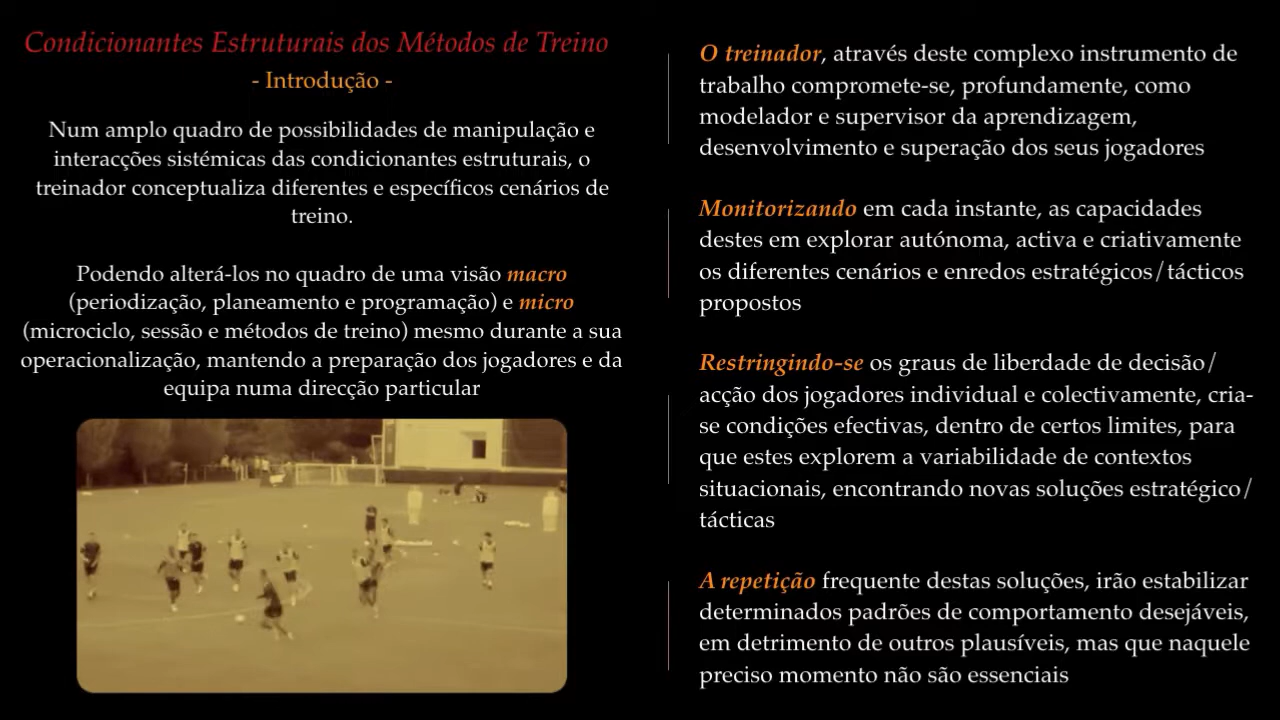 Condicionantes Estruturais dos Métodos de Treino
- Introdução -
Num amplo quadro de possibilidades de manipulação e
interacções sistémicas das condicionantes estruturais, o
treinador conceptualiza diferentes e específicos cenários de
treino.
Podendo alterá-los no quadro de uma visão macro
(periodização, planeamento e programação) e micro
(microciclo, sessão e métodos de treino) mesmo durante a sua
operacionalização, mantendo a preparação dos jogadores e da
equipa numa direcção particular
O treinador, através deste complexo instrumento de
trabalho compromete-se, profundamente, como
modelador e supervisor da aprendizagem,
desenvolvimento e superação dos seus jogadores
Monitorizando em cada instante, as capacidades
destes em explorar autónoma, activa e criativamente
os diferentes cenários e enredos estratégicos/tácticos
propostos
Restringindo-se os graus de liberdade de decisão/
acção dos jogadores individual e colectivamente, cria-
se condições efectivas, dentro de certos limites, para
que estes explorem a variabilidade de contextos
situacionais, encontrando novas soluções estratégico/
tácticas
A repetição frequente destas soluções, irão estabilizar
determinados padrões de comportamento desejáveis,
em detrimento de outros plausíveis, mas que naquele
preciso momento não são essenciais